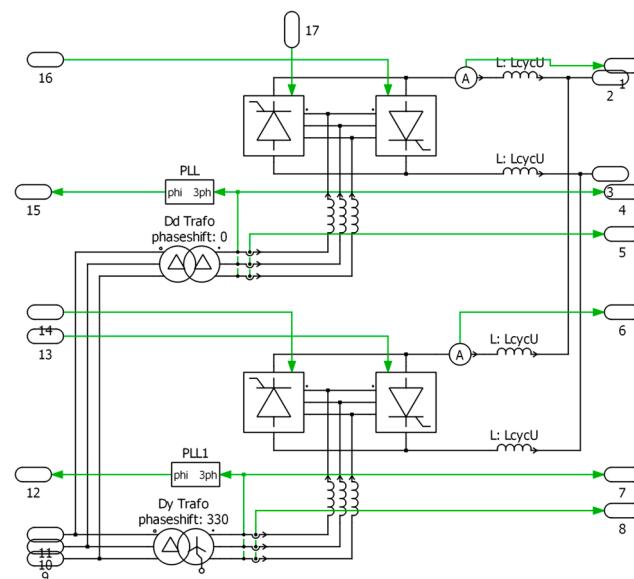 17
16
L: LcycU
A
1
2
L: LcycU
3
PLL
phi 3ph
15
4
Dd Trafo
phaseshift: 0
5
14
6
13
A
L: LcycU
L: LcycU
PLL1
phi 3ph
12
7
Dy Trafo
phaseshift: 330
8
11
10
9